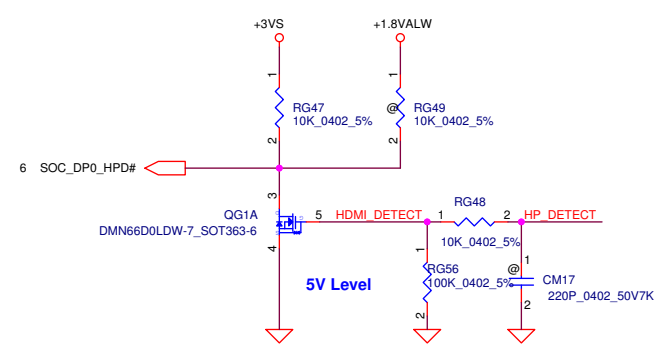 +3VS
+1.8VALW
1
1
RG47
10K_0402_5%
@
RG49
10K_0402_5%
2
2
6 SOC_DP0_HPD#
3
QG1A
DMN66D0LDW-7_SOT363-6
5 HDMI_DETECT
1
RG48
2
HP_DETECT
10K_0402_5%
4
1
RG56
100K_0402_5%
@
1
CM17
220P_0402_50V7K
5V Level
2
2